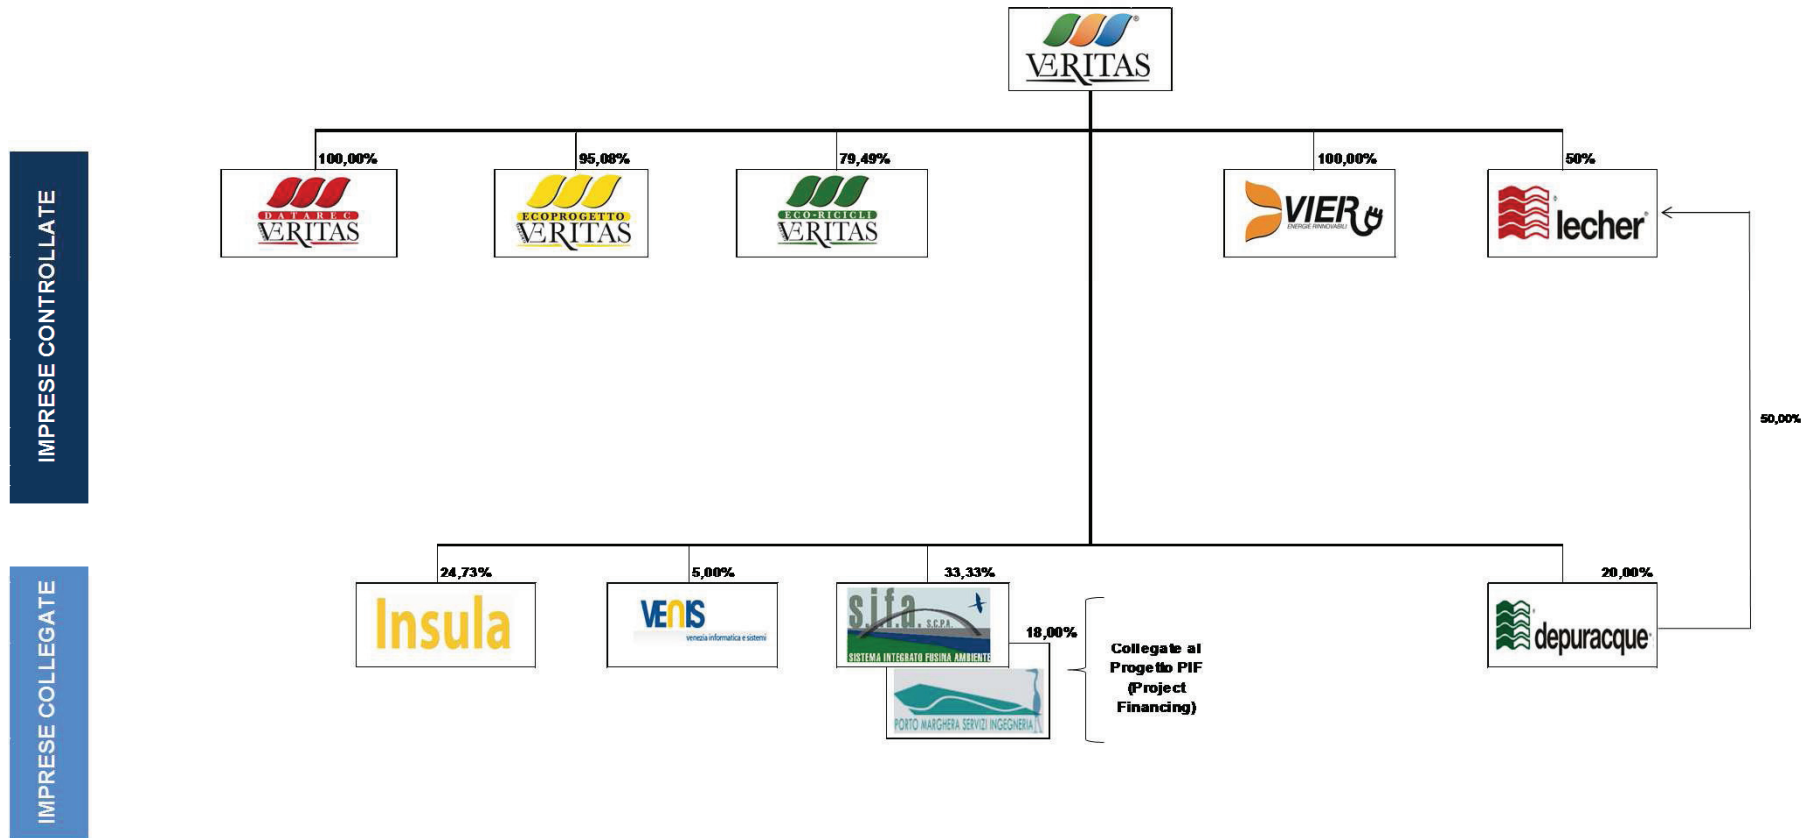 VERITAS
100,00%
95,08%
79,49%
100,00%
50%
DATAREC
VERITAS
ECOPROGETTO
VERITAS
ECO-RICICLI
VERITAS
VIER
ENERGIE RINNOVABILI
lecher
IMPRESE CONTROLLATE
50,00%
24,73%
5,00%
33,33%
20,00%
Insula
VENIS
venezia informatica e sistemi
s.i.f.a. S.C.P.A.
SISTEMA INTEGRATO FUSINA AMBIENTE
18,00%
PORTO MARGHERA SERVIZI INGEGNERIA
Collegate al
Progetto PIF
(Project
Financing)
depuracque
IMPRESE COLLEGATE